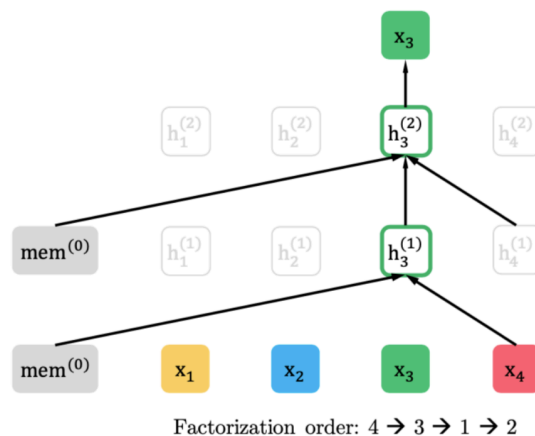 x₃
h₁⁽²⁾ h₂⁽²⁾ h₃⁽²⁾ h₄⁽²⁾
mem⁽⁰⁾ h₁⁽¹⁾ h₂⁽¹⁾ h₃⁽¹⁾ h₄⁽¹⁾
mem⁽⁰⁾ x₁ x₂ x₃ x₄
Factorization order: 4 → 3 → 1 → 2